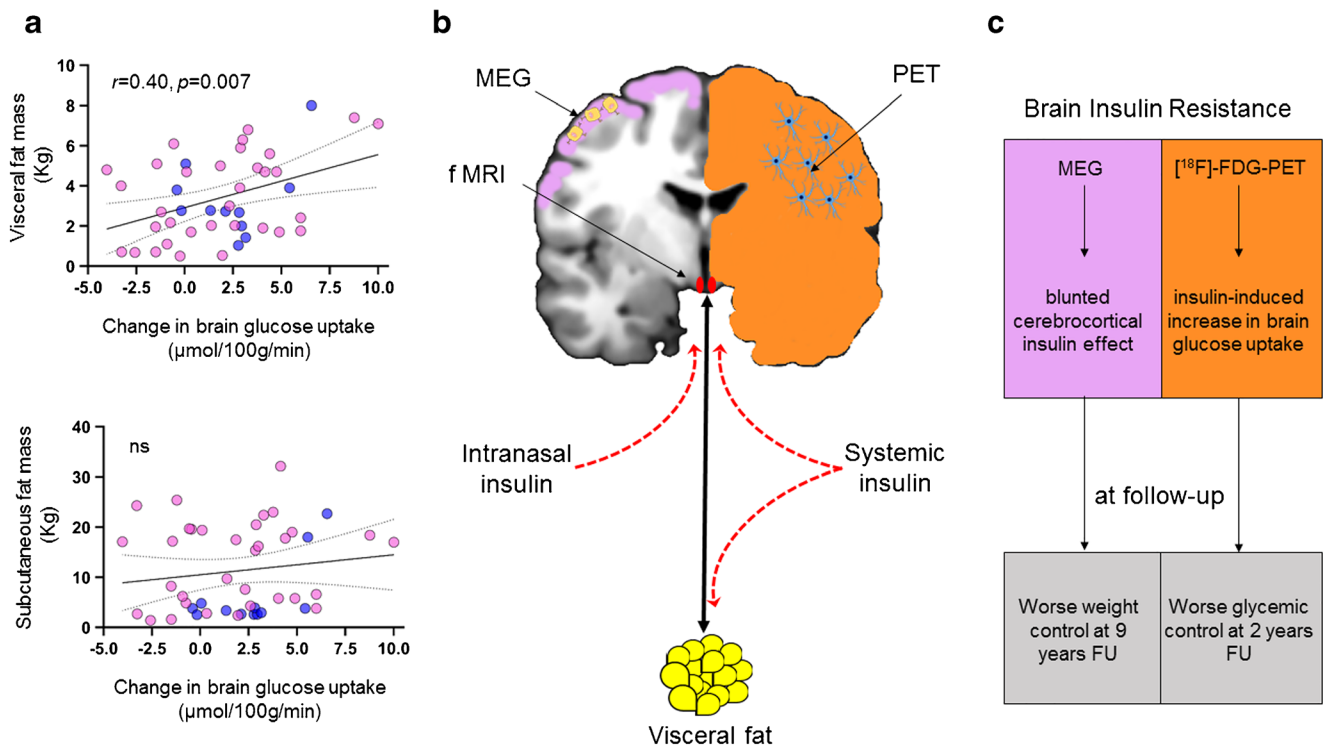 a
r=0.40, p=0.007
Visceral fat mass
(Kg)
10
8
6
4
2
0
-5.0 -2.5 0.0 2.5 5.0 7.5 10.0
Change in brain glucose uptake
(µmol/100g/min)
ns
Subcutaneous fat mass
(Kg)
40
30
20
10
0
-5.0 -2.5 0.0 2.5 5.0 7.5 10.0
Change in brain glucose uptake
(µmol/100g/min)
b
MEG
PET
f MRI
Intranasal
insulin
Systemic
insulin
Visceral fat
c
Brain Insulin Resistance
MEG
blunted
cerebrocortical
insulin effect
[¹⁸F]-FDG-PET
insulin-induced
increase in brain
glucose uptake
at follow-up
Worse weight
control at 9
years FU
Worse glycemic
control at 2 years
FU